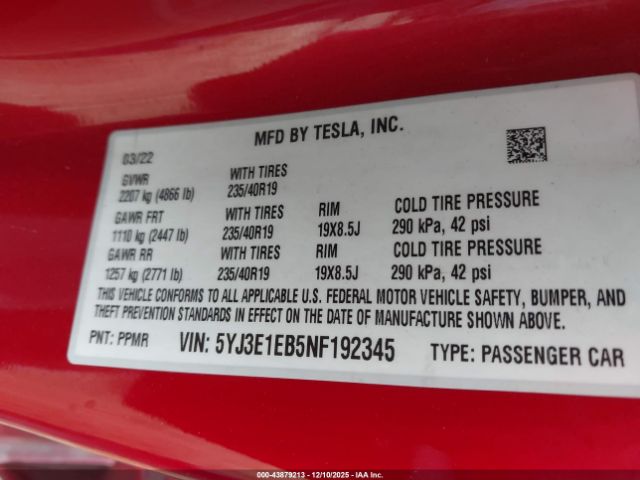 MFD BY TESLA, INC.
03/22
GVWR WITH TIRES
2207 kg (4866 lb) 235/40R19
GAWR FRT WITH TIRES RIM COLD TIRE PRESSURE
1110 kg (2447 lb) 235/40R19 19X8.5J 290 kPa, 42 psi
GAWR RR WITH TIRES RIM COLD TIRE PRESSURE
1257 kg (2771 lb) 235/40R19 19X8.5J 290 kPa, 42 psi
THIS VEHICLE CONFORMS TO ALL APPLICABLE U.S. FEDERAL MOTOR VEHICLE SAFETY, BUMPER, AND
THEFT PREVENTION STANDARDS IN EFFECT ON THE DATE OF MANUFACTURE SHOWN ABOVE.
PNT: PPMR VIN: 5YJ3E1EB5NF192345 TYPE: PASSENGER CAR
000-43879213 - 12/10/2025 - IAA Inc.